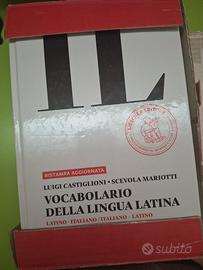 IL
RISTAMPA AGGIORNATA
LUIGI CASTIGLIONI • SCEVOLA MARIOTTI
VOCABOLARIO
DELLA LINGUA LATINA
LATINO • ITALIANO / ITALIANO • LATINO
subito